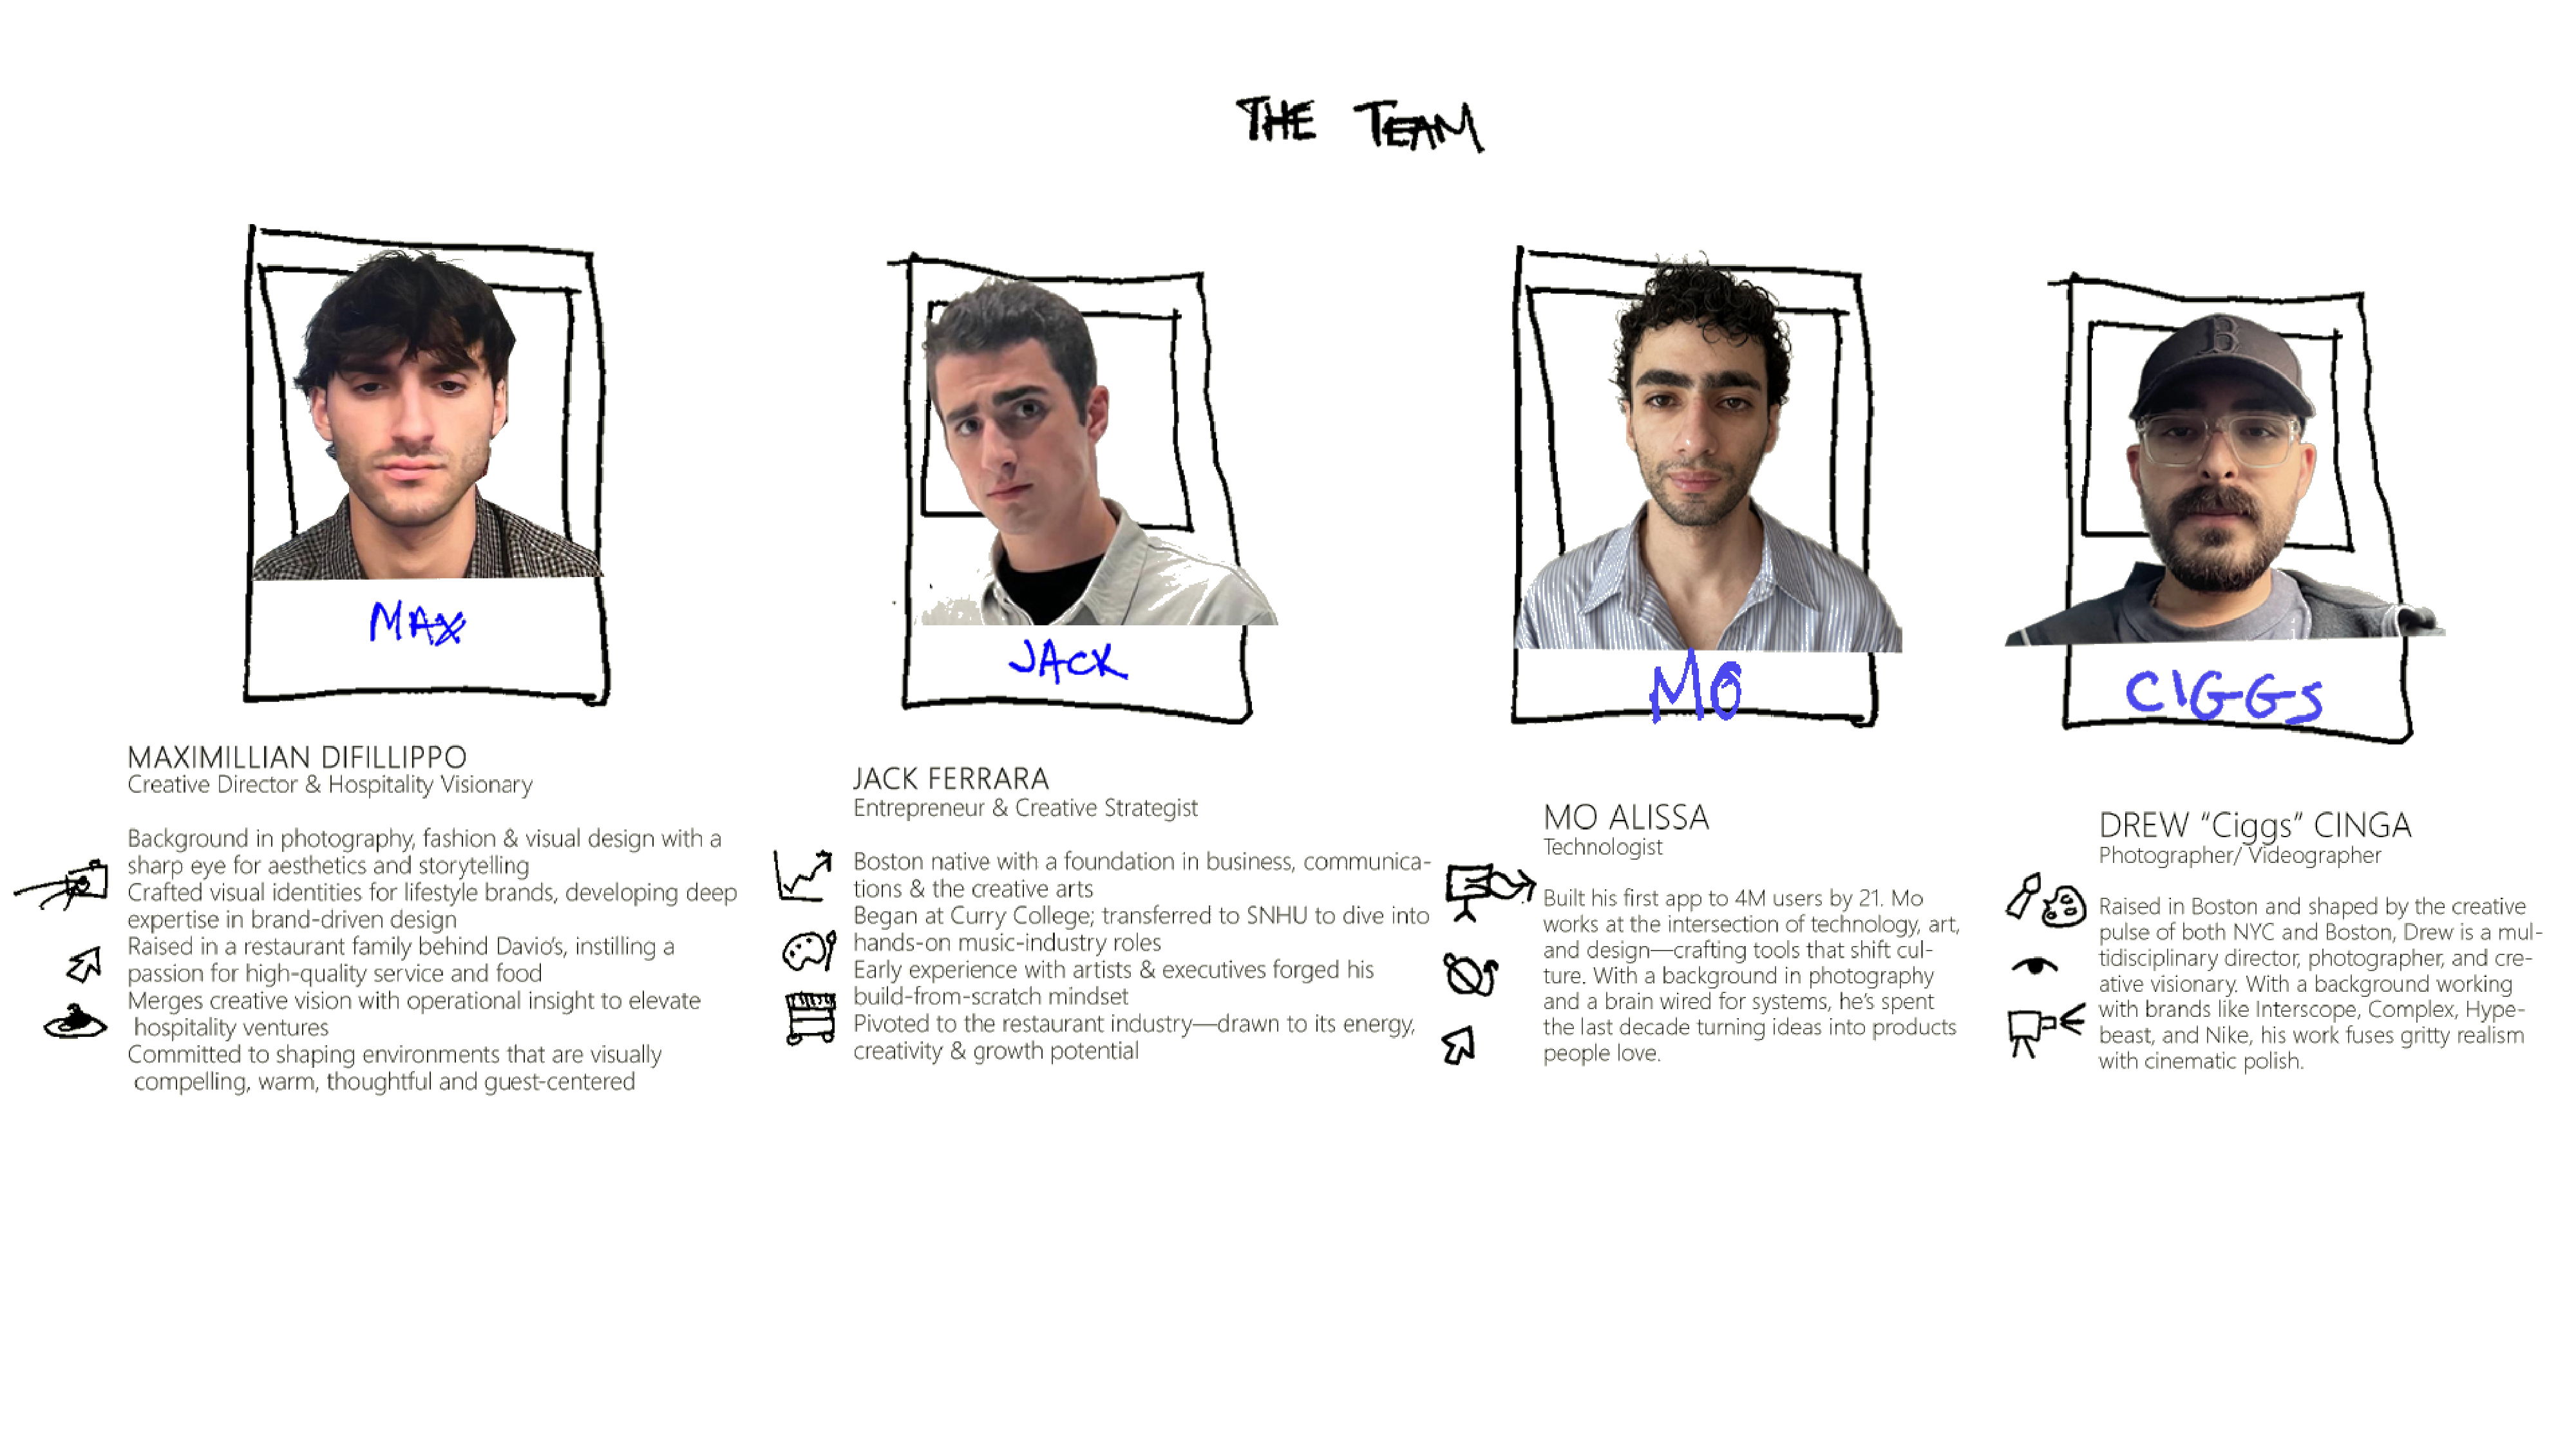 THE TEAM
B
MAX
JACK
MO
CIGGS
MAXIMILLIAN DIFILLIPPO
Creative Director & Hospitality Visionary
Background in photography, fashion & visual design with a
sharp eye for aesthetics and storytelling
Crafted visual identities for lifestyle brands, developing deep
expertise in brand-driven design
Raised in a restaurant family behind Davio's, instilling a
passion for high-quality service and food
Merges creative vision with operational insight to elevate
hospitality ventures
Committed to shaping environments that are visually
compelling, warm, thoughtful and guest-centered
JACK FERRARA
Entrepreneur & Creative Strategist
Boston native with a foundation in business, communica-
tions & the creative arts
Began at Curry College; transferred to SNHU to dive into
hands-on music-industry roles
Early experience with artists & executives forged his
build-from-scratch mindset
Pivoted to the restaurant industry—drawn to its energy,
creativity & growth potential
MO ALISSA
Technologist
Built his first app to 4M users by 21. Mo
works at the intersection of technology, art,
and design—crafting tools that shift cul-
ture. With a background in photography
and a brain wired for systems, he's spent
the last decade turning ideas into products
people love.
DREW “Ciggs” CINGA
Photographer/ Videographer
Raised in Boston and shaped by the creative
pulse of both NYC and Boston, Drew is a mul-
tidisciplinary director, photographer, and cre-
ative visionary. With a background working
with brands like Interscope, Complex, Hype-
beast, and Nike, his work fuses gritty realism
with cinematic polish.